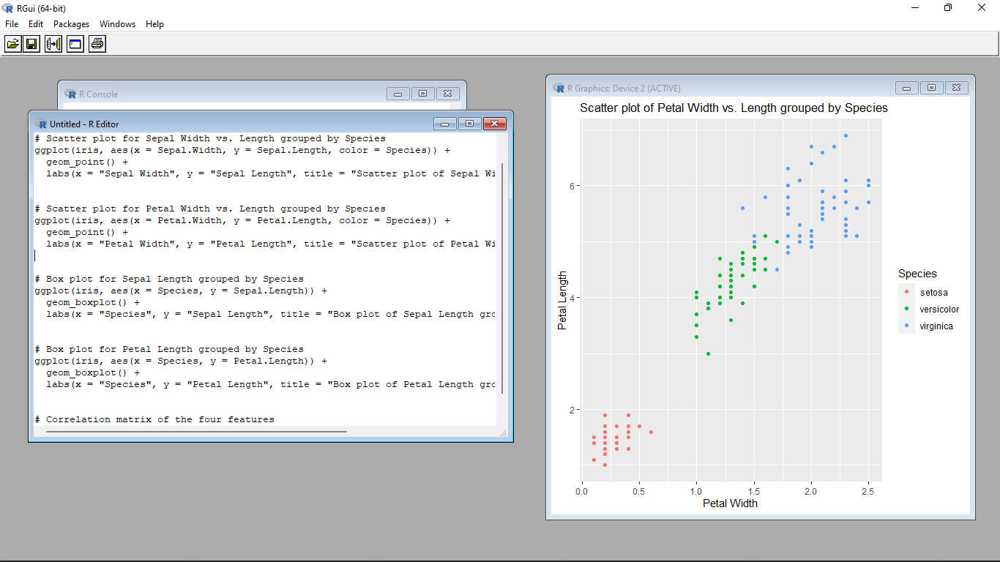 RGui (64-bit)
File Edit Packages Windows Help
R Console
Untitled - R Editor
# Scatter plot for Sepal Width vs. Length grouped by Species
ggplot(iris, aes(x = Sepal.Width, y = Sepal.Length, color = Species)) +
  geom_point() +
  labs(x = "Sepal Width", y = "Sepal Length", title = "Scatter plot of Sepal Wi
# Scatter plot for Petal Width vs. Length grouped by Species
ggplot(iris, aes(x = Petal.Width, y = Petal.Length, color = Species)) +
  geom_point() +
  labs(x = "Petal Width", y = "Petal Length", title = "Scatter plot of Petal Wi
# Box plot for Sepal Length grouped by Species
ggplot(iris, aes(x = Species, y = Sepal.Length)) +
  geom_boxplot() +
  labs(x = "Species", y = "Sepal Length", title = "Box plot of Sepal Length gro
# Box plot for Petal Length grouped by Species
ggplot(iris, aes(x = Species, y = Petal.Length)) +
  geom_boxplot() +
  labs(x = "Species", y = "Petal Length", title = "Box plot of Petal Length gro
# Correlation matrix of the four features
R Graphics: Device 2 (ACTIVE)
Scatter plot of Petal Width vs. Length grouped by Species
6
4
2
Petal Length
0.0 0.5 1.0 1.5 2.0 2.5
Petal Width
Species
setosa
versicolor
virginica